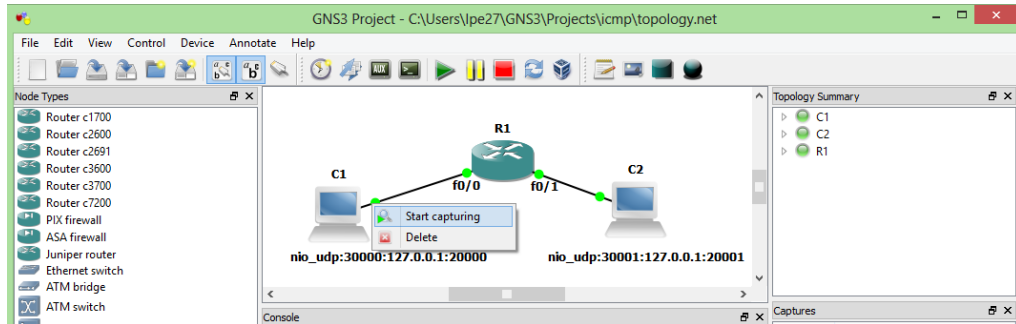 GNS3 Project - C:\Users\lpe27\GNS3\Projects\icmp\topology.net
File Edit View Control Device Annotate Help
AUX
Node Types
Router c1700
Router c2600
Router c2691
Router c3600
Router c3700
Router c7200
PIX firewall
ASA firewall
Juniper router
Ethernet switch
ATM bridge
ATM switch
R1
C1
C2
f0/0
f0/1
Start capturing
Delete
nio_udp:30000:127.0.0.1:20000
nio_udp:30001:127.0.0.1:20001
Console
Topology Summary
C1
C2
R1
Captures